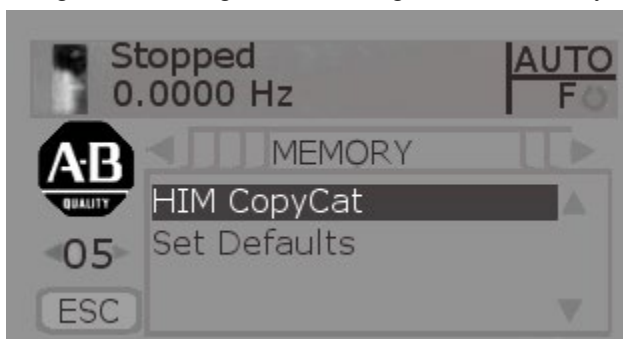 Stopped
AUTO
0.0000 Hz
F
A·B
QUALITY
MEMORY
HIM CopyCat
Set Defaults
05
ESC